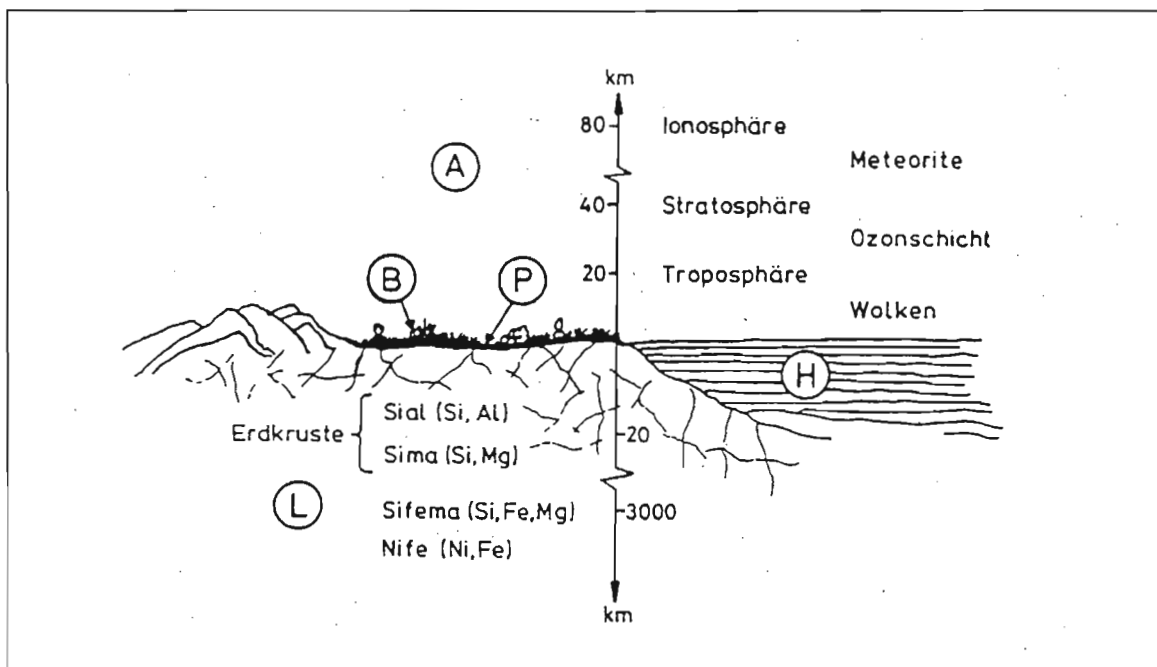 km
80
Ionosphäre
A
Meteorite
40
Stratosphäre
Ozonschicht
B
P
20
Troposphäre
Wolken
H
Sial (Si, Al)
Erdkruste
20
Sima (Si, Mg)
L
Sifema (Si, Fe, Mg)
3000
Nife (Ni, Fe)
km